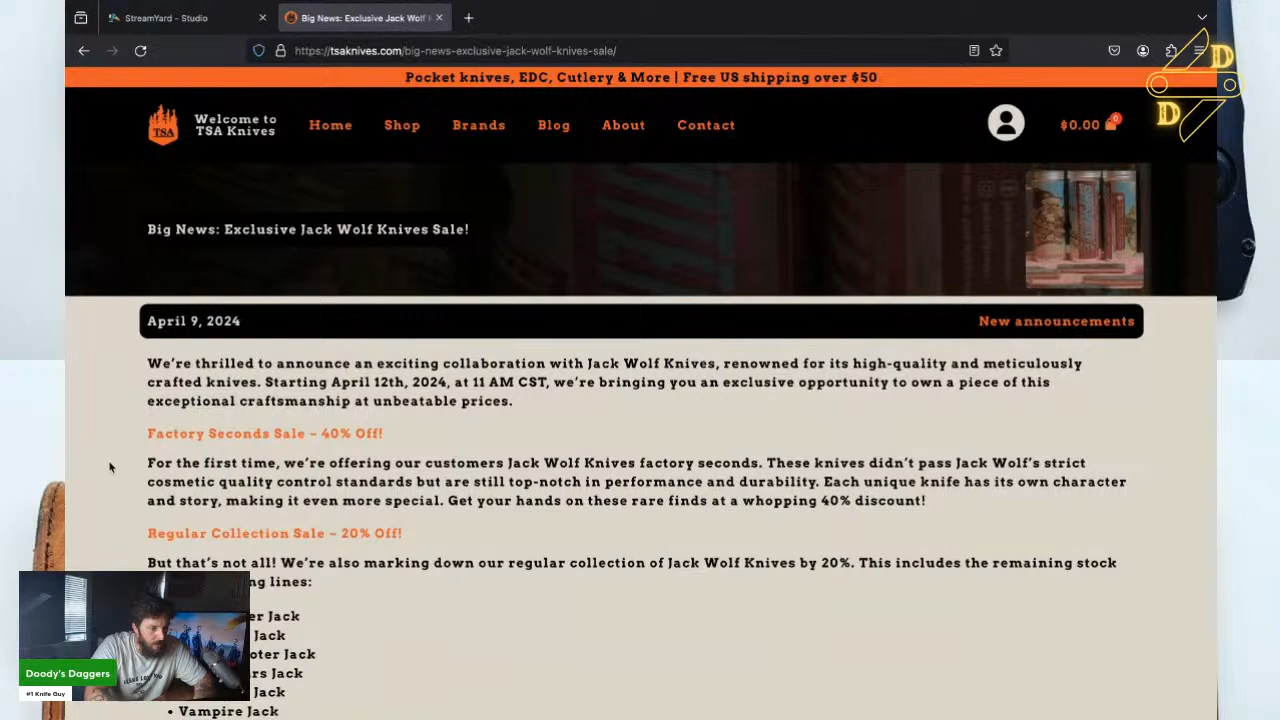 StreamYard - Studio
Big News: Exclusive Jack Wolf
https://tsaknives.com/big-news-exclusive-jack-wolf-knives-sale/
Pocket knives, EDC, Cutlery & More | Free US shipping over $50
D
D
TSA
Welcome to
TSA Knives
Home
Shop
Brands
Blog
About
Contact
$0.00
0
Big News: Exclusive Jack Wolf Knives Sale!
April 9, 2024
New announcements
We’re thrilled to announce an exciting collaboration with Jack Wolf Knives, renowned for its high-quality and meticulously
crafted knives. Starting April 12th, 2024, at 11 AM CST, we’re bringing you an exclusive opportunity to own a piece of this
exceptional craftsmanship at unbeatable prices.
Factory Seconds Sale – 40% Off!
For the first time, we’re offering our customers Jack Wolf Knives factory seconds. These knives didn’t pass Jack Wolf’s strict
cosmetic quality control standards but are still top-notch in performance and durability. Each unique knife has its own character
and story, making it even more special. Get your hands on these rare finds at a whopping 40% discount!
Regular Collection Sale – 20% Off!
But that’s not all! We’re also marking down our regular collection of Jack Wolf Knives by 20%. This includes the remaining stock
ng lines:
er Jack
Jack
oter Jack
rs Jack
Jack
• Vampire Jack
Doody's Daggers
#1 Knife Guy